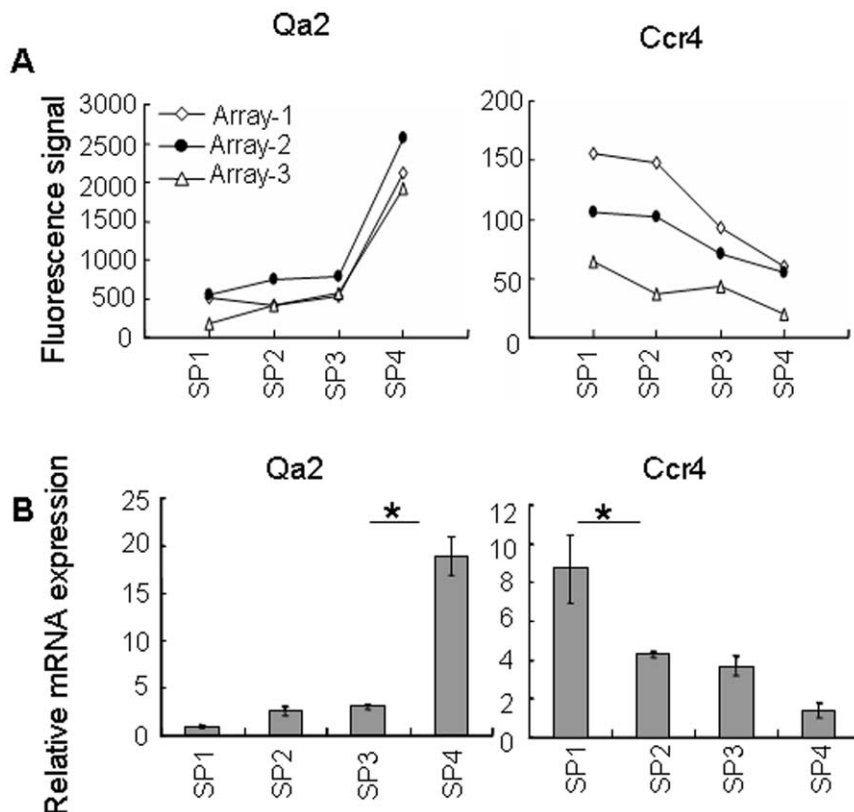 Qa2
Ccr4
A
Fluorescence signal
3000
2500
2000
1500
1000
500
0
Array-1
Array-2
Array-3
SP1
SP2
SP3
SP4
200
150
100
50
0
SP1
SP2
SP3
SP4
B
Relative mRNA expression
Qa2
Ccr4
25
20
15
10
5
0
*
SP1
SP2
SP3
SP4
12
10
8
6
4
2
0
*
SP1
SP2
SP3
SP4